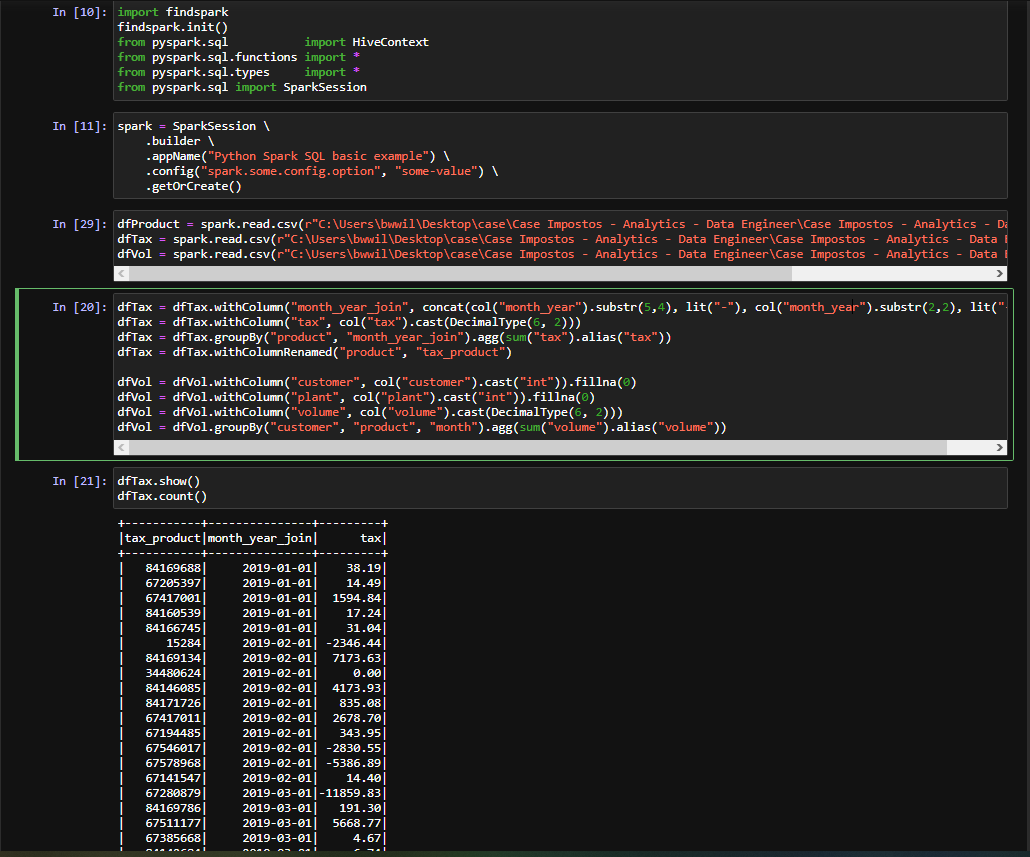 In [10]:
import findspark
findspark.init()
from pyspark.sql           import HiveContext
from pyspark.sql.functions import *
from pyspark.sql.types     import *
from pyspark.sql import SparkSession
In [11]:
spark = SparkSession \
    .builder \
    .appName("Python Spark SQL basic example") \
    .config("spark.some.config.option", "some-value") \
    .getOrCreate()
In [29]:
dfProduct = spark.read.csv(r"C:\Users\bwwil\Desktop\case\Case Impostos - Analytics - Data Engineer\Case Impostos - Analytics - Da
dfTax = spark.read.csv(r"C:\Users\bwwil\Desktop\case\Case Impostos - Analytics - Data Engineer\Case Impostos - Analytics - Data E
dfVol = spark.read.csv(r"C:\Users\bwwil\Desktop\case\Case Impostos - Analytics - Data Engineer\Case Impostos - Analytics - Data E
In [20]:
dfTax = dfTax.withColumn("month_year_join", concat(col("month_year").substr(5,4), lit("-"), col("month_year").substr(2,2), lit("-
dfTax = dfTax.withColumn("tax", col("tax").cast(DecimalType(6, 2)))
dfTax = dfTax.groupBy("product", "month_year_join").agg(sum("tax").alias("tax"))
dfTax = dfTax.withColumnRenamed("product", "tax_product")
dfVol = dfVol.withColumn("customer", col("customer").cast("int")).fillna(0)
dfVol = dfVol.withColumn("plant", col("plant").cast("int")).fillna(0)
dfVol = dfVol.withColumn("volume", col("volume").cast(DecimalType(6, 2)))
dfVol = dfVol.groupBy("customer", "product", "month").agg(sum("volume").alias("volume"))
In [21]:
dfTax.show()
dfTax.count()
+-----------+---------------+---------+
|tax_product|month_year_join|      tax|
+-----------+---------------+---------+
|   84169688|     2019-01-01|    38.19|
|   67205397|     2019-01-01|    14.49|
|   67417001|     2019-01-01|  1594.84|
|   84160539|     2019-01-01|    17.24|
|   84166745|     2019-01-01|    31.04|
|      15284|     2019-02-01| -2346.44|
|   84169134|     2019-02-01|  7173.63|
|   34480624|     2019-02-01|     0.00|
|   84146085|     2019-02-01|  4173.93|
|   84171726|     2019-02-01|   835.08|
|   67417011|     2019-02-01|  2678.70|
|   67194485|     2019-02-01|   343.95|
|   67546017|     2019-02-01| -2830.55|
|   67578968|     2019-02-01| -5386.89|
|   67141547|     2019-02-01|    14.40|
|   67280879|     2019-03-01|-11859.83|
|   84169786|     2019-03-01|   191.30|
|   67511177|     2019-03-01|  5668.77|
|   67385668|     2019-03-01|     4.67|